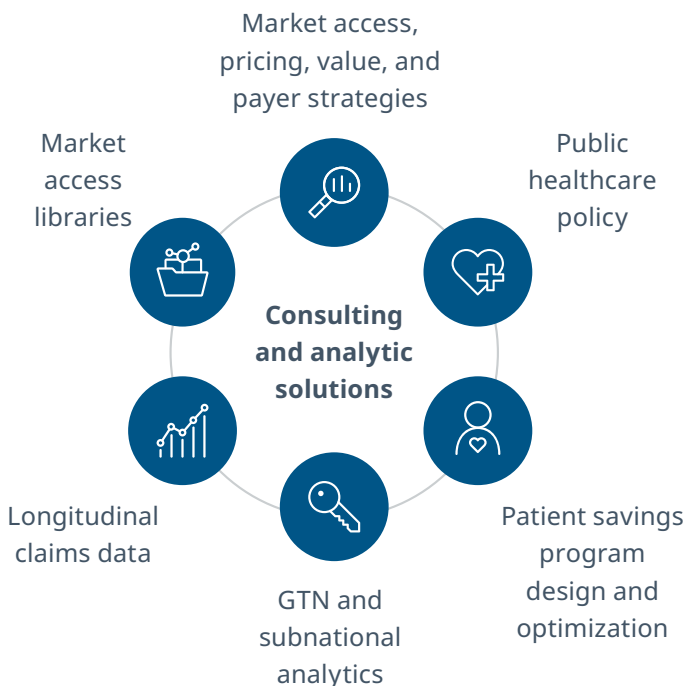 Market access,
pricing, value, and
payer strategies
Market
access
libraries
Public
healthcare
policy
Consulting
and analytic
solutions
Longitudinal
claims data
Patient savings
program
design and
optimization
GTN and
subnational
analytics